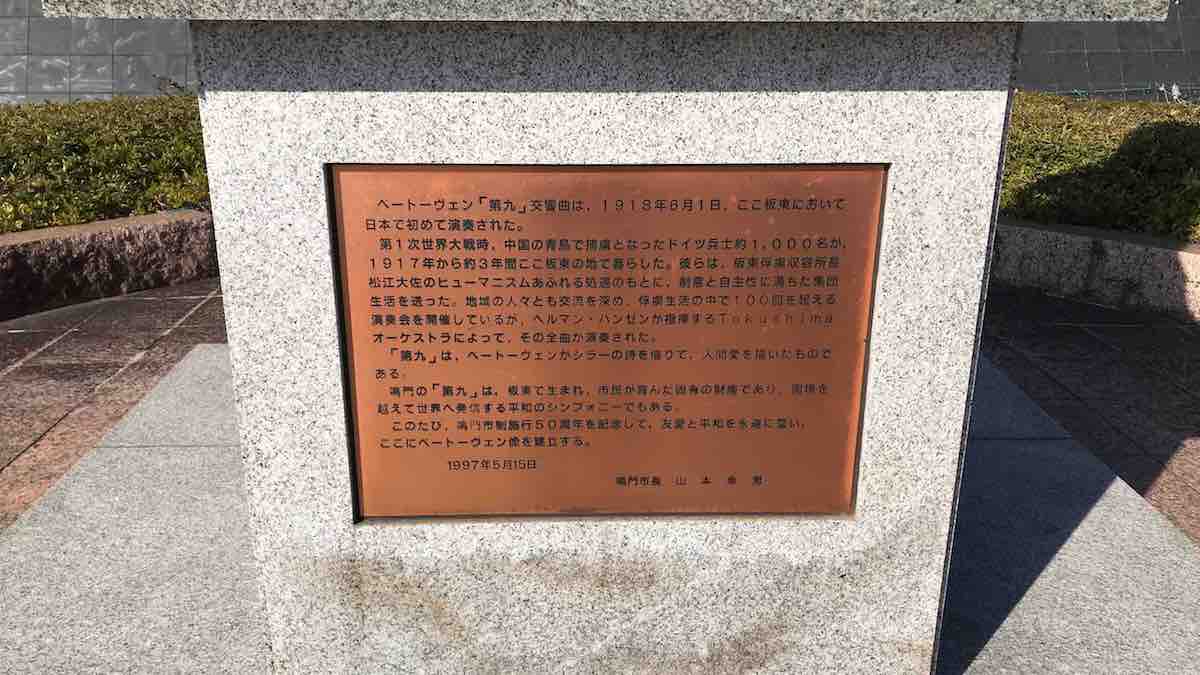 ベートーヴェン「第九」交響曲は、1918年6月1日、ここ板東において
日本で初めて演奏された。
第1次世界大戦時、中国の青島で捕虜となったドイツ兵士約1,000名が、
1917年から約3年間ここ板東の地で暮らした。彼らは、板東俘虜収容所長
松江大佐のヒューマニズムあふれる処遇のもとに、創意と自主性に満ちた集団
生活を送った。地域の人々とも交流を深め、俘虜生活の中で100回を超える
演奏会を開催しているが、ヘルマン・ハンゼンが指揮するTokushima
オーケストラによって、その全曲が演奏された。
「第九」は、ベートーヴェンがシラーの詩を借りて、人間愛を描いたもので
ある。
鳴門の「第九」は、板東で生まれ、市民が育んだ固有の財産であり、国境を
越えて世界へ発信する平和のシンフォニーでもある。
このたび、鳴門市制施行50周年を記念して、友愛と平和を永遠に誓い、
ここにベートーヴェン像を建立する。
1997年5月15日
鳴門市長 山本幸男